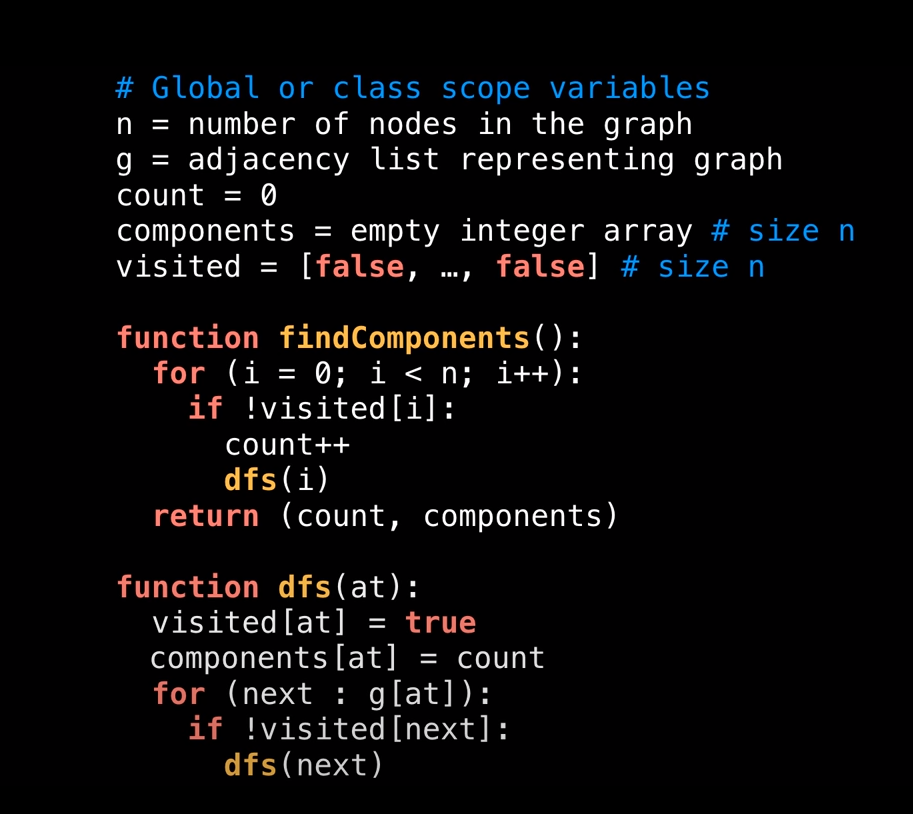 # Global or class scope variables
n = number of nodes in the graph
g = adjacency list representing graph
count = 0
components = empty integer array # size n
visited = [false, …, false] # size n

function findComponents():
  for (i = 0; i < n; i++):
    if !visited[i]:
      count++
      dfs(i)
  return (count, components)

function dfs(at):
  visited[at] = true
  components[at] = count
  for (next : g[at]):
    if !visited[next]:
      dfs(next)